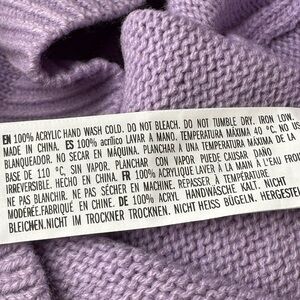 EN 100% ACRYLIC HAND WASH COLD. DO NOT BLEACH. DO NOT TUMBLE DRY. IRON LOW.
MADE IN CHINA. ES 100% acrílico LAVAR A MANO. TEMPERATURA MÁXIMA 40 °C. NO US
BLANQUEADOR. NO SECAR EN MÁQUINA. PLANCHAR A UNA TEMPERATURA MÁXIMA DE LA
BASE DE 110 °C, SIN VAPOR. PLANCHAR CON VAPOR PUEDE CAUSAR DAÑO
IRREVERSIBLE. HECHO EN CHINA. FR 100% ACRYLIQUE LAVER A LA MAIN À L'EAU FROI
NE PAS BLANCHIR. NE PAS SÉCHER EN MACHINE. REPASSER À TEMPÉRATURE
MODÉRÉE. FABRIQUÉ EN CHINE. DE 100% ACRYL HANDWÄSCHE KALT. NICHT
BLEICHEN. NICHT IM TROCKNER TROCKNEN. NICHT HEISS BÜGELN. HERGESTEL